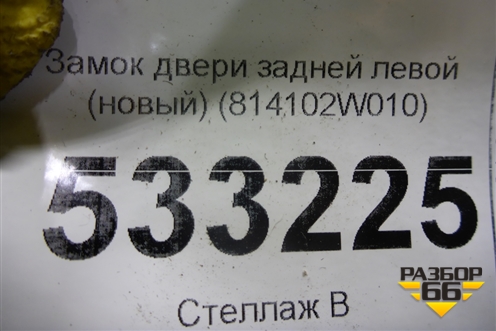 Замок двери задней левой
(новый) (814102W010)
533225
Стеллаж В
РАЗБОР
66